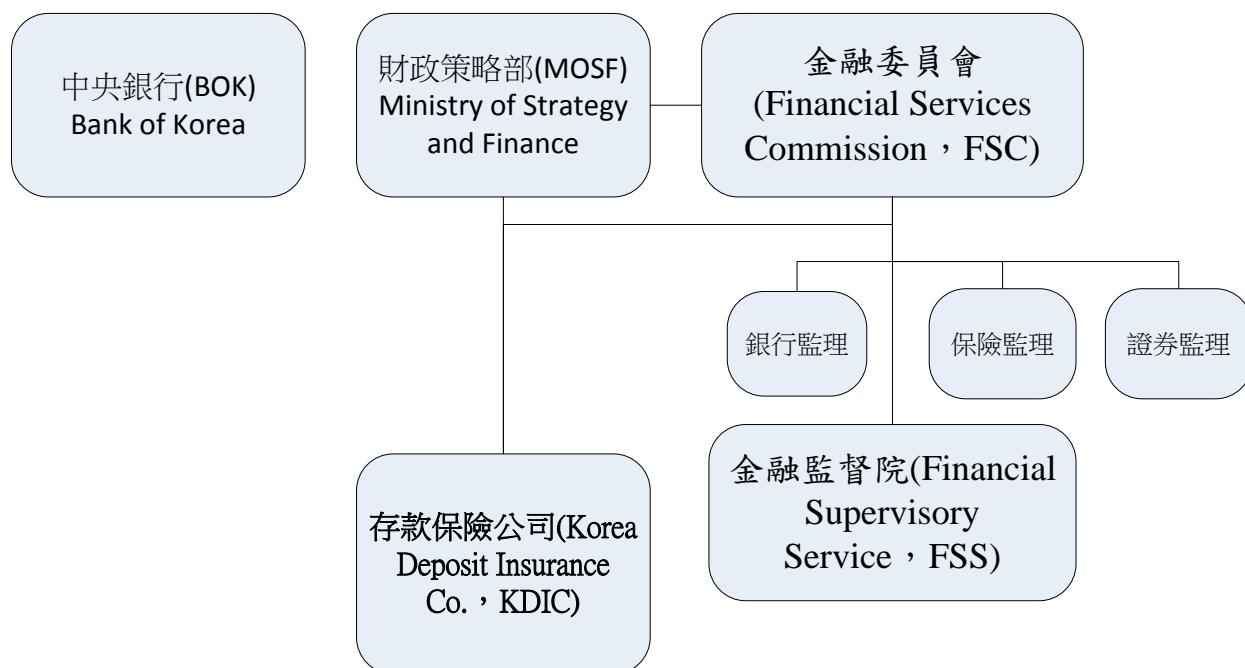 中央銀行(BOK)
Bank of Korea
財政策略部(MOSF)
Ministry of Strategy
and Finance
金融委員會
(Financial Services
Commission，FSC)
銀行監理
保險監理
證券監理
金融監督院(Financial
Supervisory
Service，FSS)
存款保險公司(Korea
Deposit Insurance
Co.，KDIC)